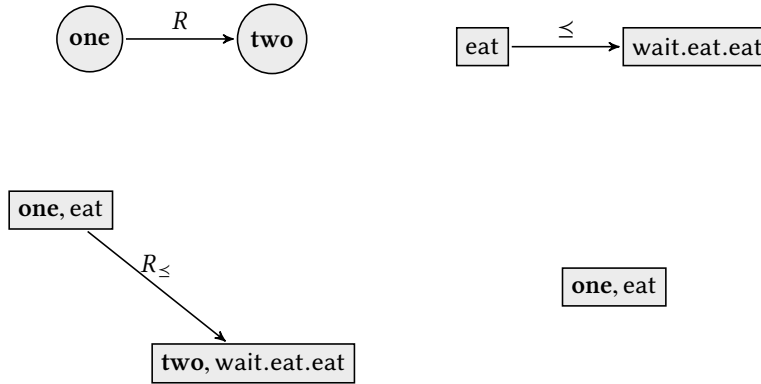 one R two
eat ⪯ wait.eat.eat
one, eat
R⪯
two, wait.eat.eat
one, eat